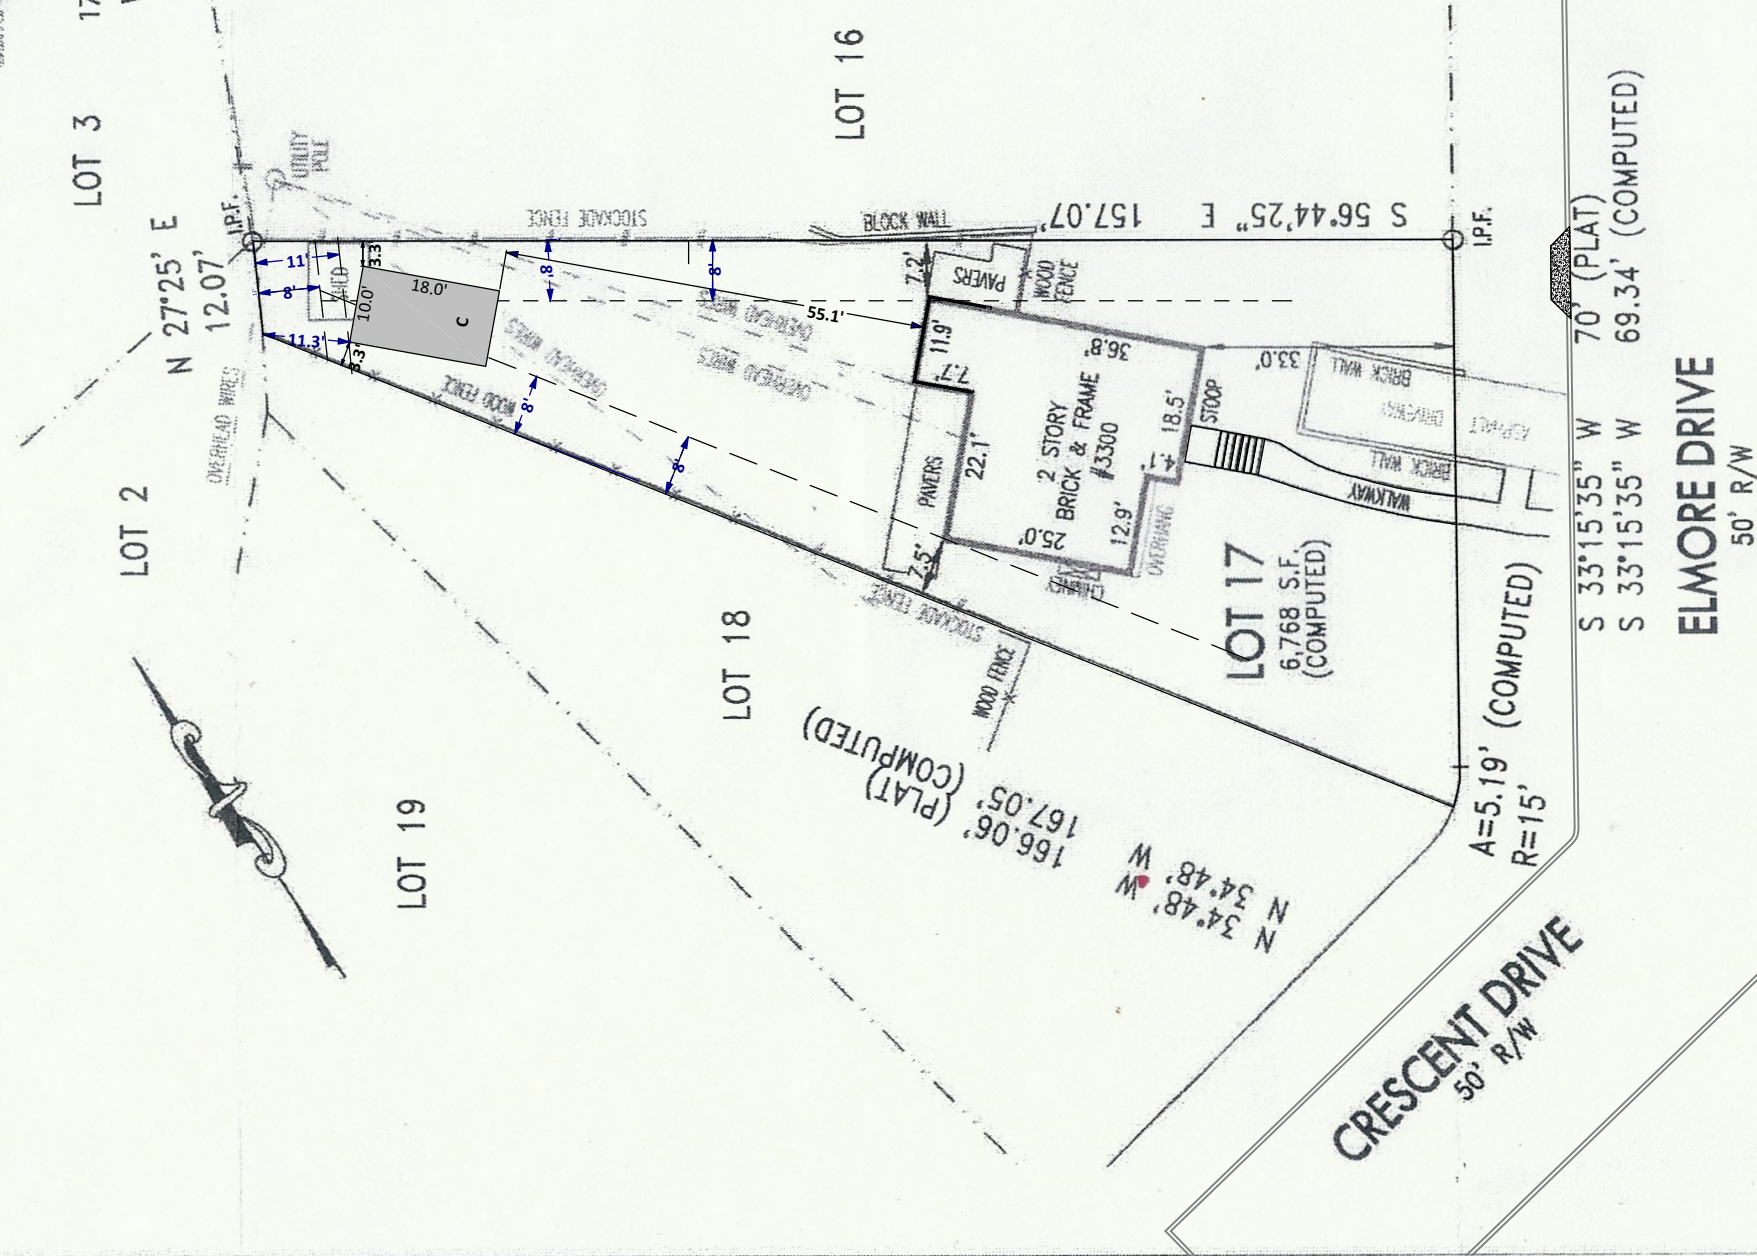 LOT 3
17
LOT 16
N 27°25' E
12.07'
I.P.F.
UTILITY
POLE
STOCKADE FENCE
BLOCK WALL
157.07'
S 56°44'25" E
I.P.F.
70' (PLAT)
69.34' (COMPUTED)
S 33°15'35" W
S 33°15'35" W
ELMORE DRIVE
50' R/W
11'
SHED
3.3
8'
10.0'
18.0'
C
11.3'
3.3'
8'
8'
55.1'
7.2'
PAVERS
WOOD
FENCE
OVERHEAD WIRES
OVERHEAD WIRES
OVERHEAD WIRES
OVERHEAD WIRES
WOOD FENCE
8'
8'
11.9'
7.7'
36.8'
33.0'
BRICK WALL
ASPHALT
DRIVEWAY
BRICK WALL
WALKWAY
STOOP
18.5'
4.1'
2 STORY
BRICK & FRAME
#3300
22.1'
PAVERS
25.0'
12.9'
OVERHANG
7.5'
STOCKADE FENCE
WOOD FENCE
LOT 17
6,768 S.F.
(COMPUTED)
LOT 2
OVERHEAD WIRES
LOT 18
LOT 19
166.06' (PLAT)
167.05' (COMPUTED)
N 34°48' W
N 34°48' W
A=5.19' (COMPUTED)
R=15'
CRESCENT DRIVE
50' R/W